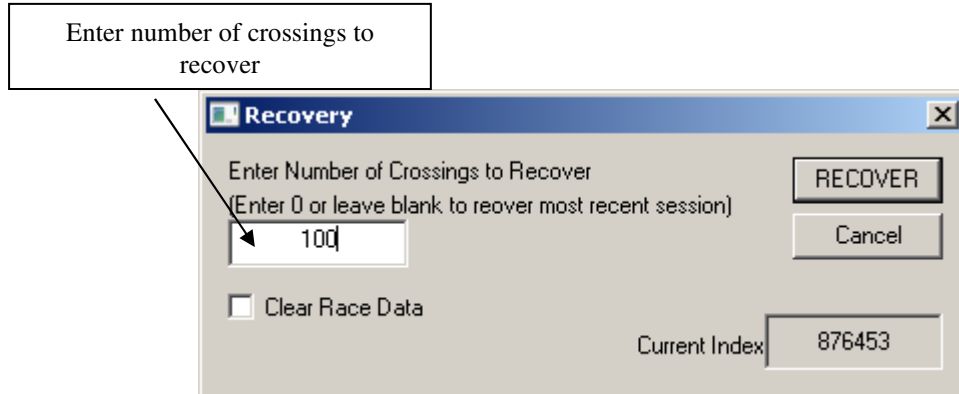 Enter number of crossings to
recover
Recovery
Enter Number of Crossings to Recover
(Enter 0 or leave blank to reover most recent session)
RECOVER
100
Cancel
Clear Race Data
Current Index
876453